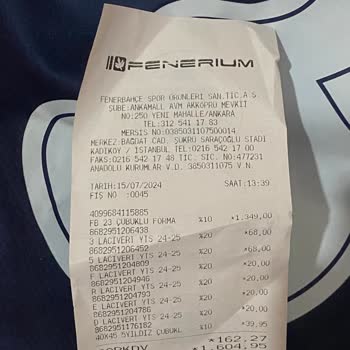 FENERIUM
FENERBAHÇE SPOR ÜRÜNLERİ SAN.TİC.A.Ş
ŞUBE:ANKAMALL AVM AKKÖPRÜ MEVKİT
NO:250 YENİ MAHALLE/ANKARA
TEL:312 541 17 83
MERSIS NO:0385031107500014
MERKEZ:BAĞDAT CAD. ŞÜKRÜ SARAÇOĞLU STADI
KADIKÖY / İSTANBUL TEL:0216 542 17 00
FAKS:0216 542 17 48 TİC. SİC. NO:477231
ANADOLU KURUMLAR V.D. 3850311075 V.N.
TARİH:15/07/2024 SAAT:13:39
FİŞ NO :0045
4099684115885
FB 23 ÇUBUKLU FORMA %10 *1.349,00
8682951206438
3 LACİVERT YTS 24-25 %20 *68,00
8682951206452
5 LACİVERT YTS 24-25 %20 *68,00
8682951204809
F LACİVERT YTS 24-25 %20 *20,00
8682951204946
R LACİVERT YTS 24-25 %20 *20,00
8682951204793
E LACİVERT YTS 24-25 %20 *20,00
8682951204786
D LACİVERT YTS 24-25 %20 *20,00
8682951176182
40X45 5YILDIZ ÇUBUKL %10 *39,95
*162,27
*1.604,95